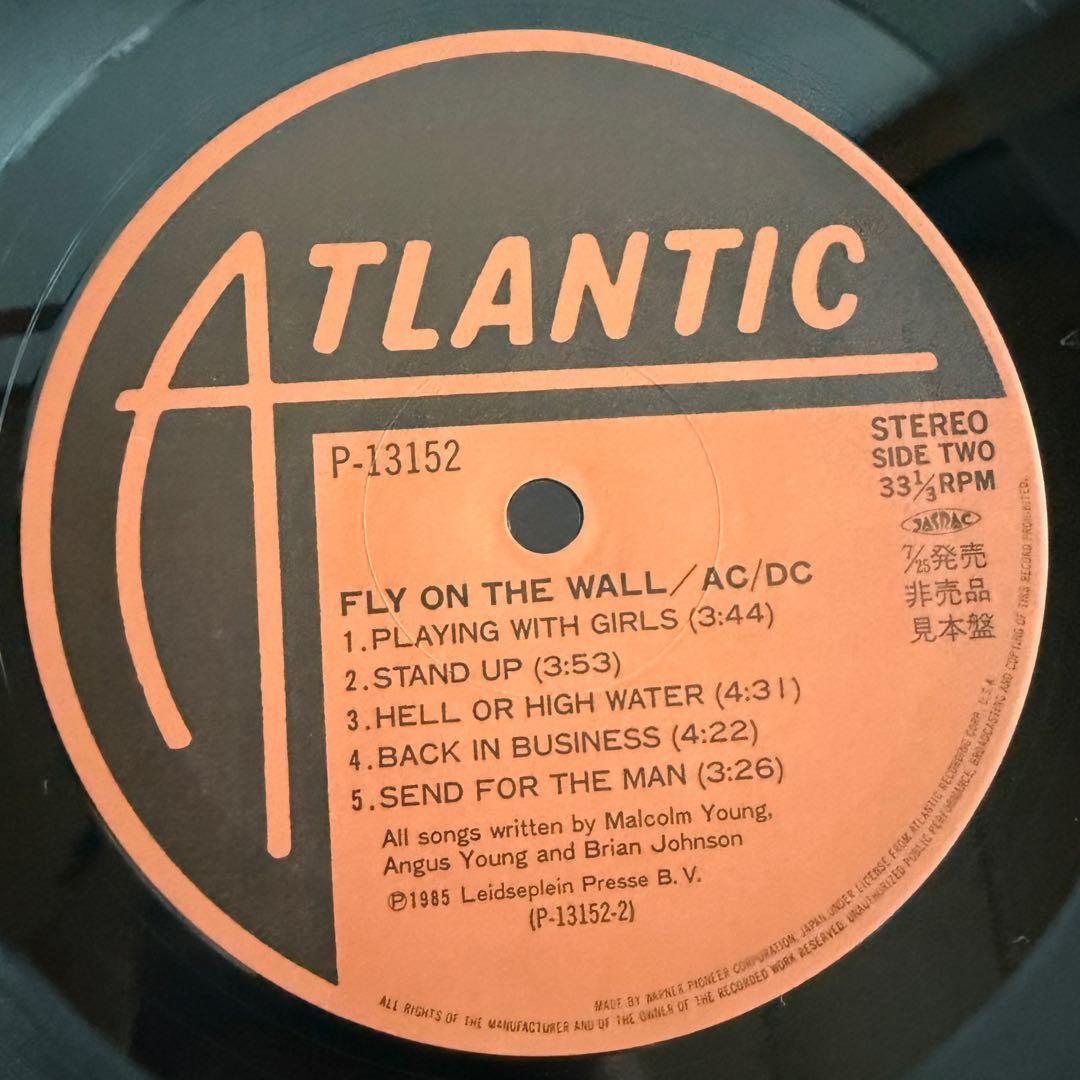 ATLANTIC
P-13152
STEREO
SIDE TWO
33 1/3 RPM
JASRAC
7/25発売
非売品
見本盤
FLY ON THE WALL/AC/DC
1.PLAYING WITH GIRLS (3:44)
2.STAND UP (3:53)
3.HELL OR HIGH WATER (4:31)
4.BACK IN BUSINESS (4:22)
5.SEND FOR THE MAN (3:26)
All songs written by Malcolm Young,
Angus Young and Brian Johnson
Ⓟ1985 Leidseplein Presse B.V.
(P-13152-2)
MADE BY WARNER PIONEER CORPORATION, JAPAN UNDER LICENSE FROM ATLANTIC RECORDING CORP. U.S.A.
ALL RIGHTS OF THE MANUFACTURER AND OF THE OWNER OF THE RECORDED WORK RESERVED. UNAUTHORIZED PUBLIC PERFORMANCE, BROADCASTING AND COPYING OF THIS RECORD PROHIBITED.